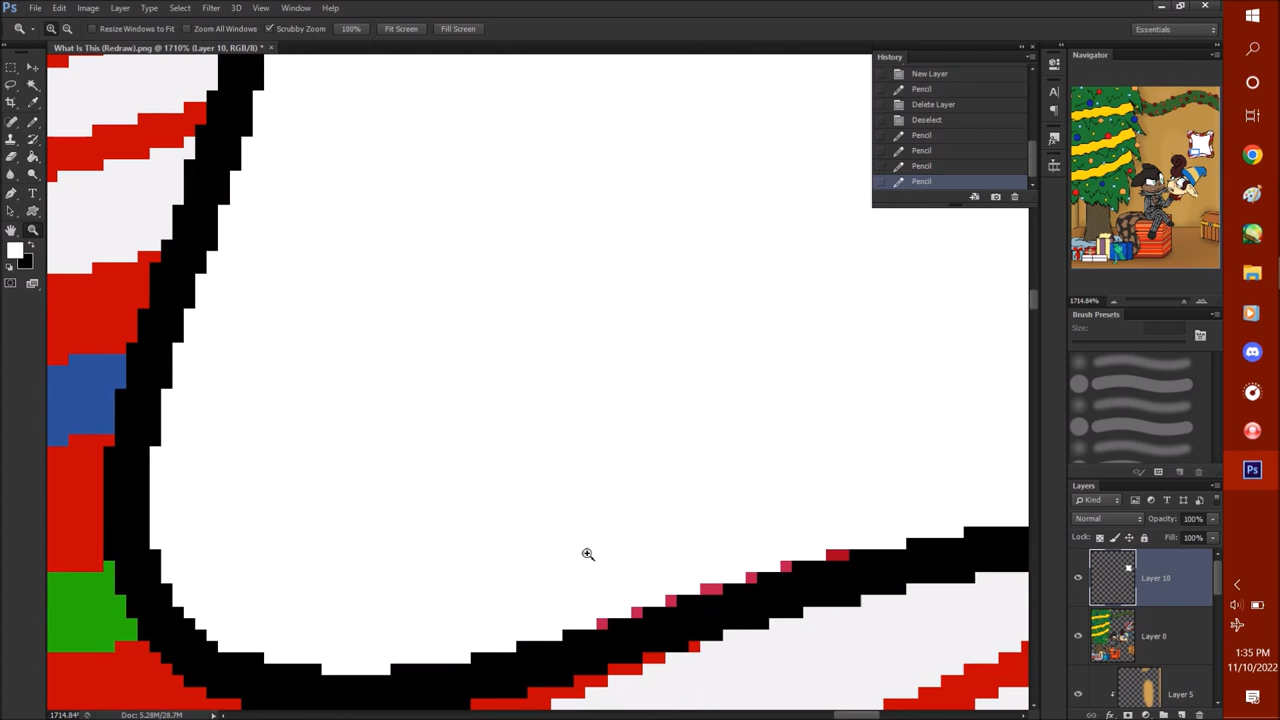 Ps File Edit Image Layer Type Select Filter 3D View Window Help
Resize Windows to Fit Zoom All Windows Scrubby Zoom 100% Fit Screen Fill Screen Essentials
What Is This (Redraw).png @ 1710% (Layer 10, RGB/8) * ×
History
New Layer
Pencil
Delete Layer
Deselect
Pencil
Pencil
Pencil
Pencil
Navigator
1714.84%
Brush Presets
Size:
Layers
Kind
Normal Opacity: 100%
Lock: Fill: 100%
Layer 10
Layer 0
Layer 5
1714.84% Doc: 5.28M/28.7M
Ps
1:35 PM
11/10/2022